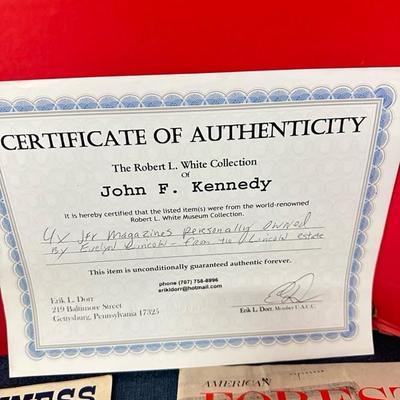 CERTIFICATE OF AUTHENTICITY
The Robert L. White Collection
Of
John F. Kennedy
It is hereby certified that the listed item(s) were from the world-renowned
Robert L. White Museum Collection.
4x JFK Magazines personally owned
By Evelyn Lincoln - From the Lincoln estate
This item is unconditionally guaranteed authentic forever.
phone (707) 758-8996
erikldorr@hotmail.com
Erik L. Dorr
219 Baltimore Street
Gettysburg, Pennsylvania 17325
Erik L. Dorr, Member U.A.C.C.
AMERICAN